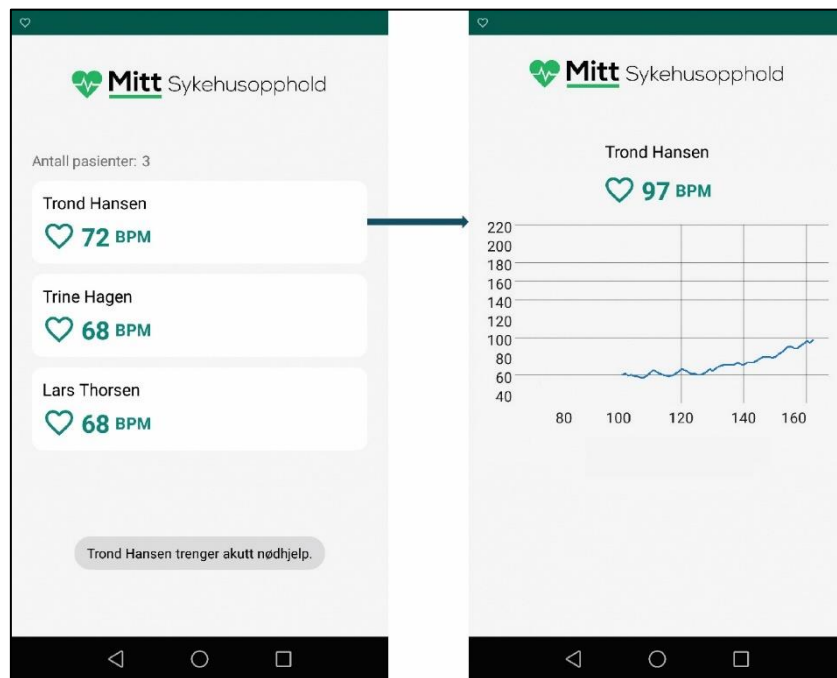 Mitt Sykehusopphold
Antall pasienter: 3
Trond Hansen
72 BPM
Trine Hagen
68 BPM
Lars Thorsen
68 BPM
Trond Hansen trenger akutt nødhjelp.
Mitt Sykehusopphold
Trond Hansen
97 BPM
220
200
180
160
140
120
100
80
60
40
80 100 120 140 160